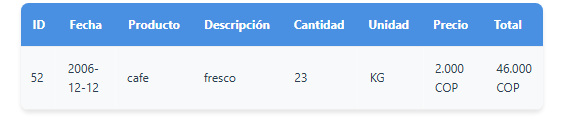 ID Fecha Producto Descripción Cantidad Unidad Precio Total
52 2006-12-12 cafe fresco 23 KG 2.000 COP 46.000 COP